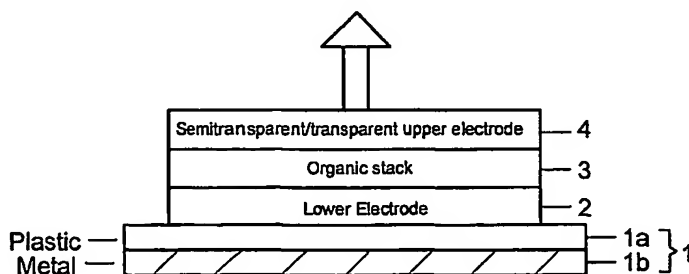 Semitransparent/transparent upper electrode 4
Organic stack 3
Lower Electrode 2
Plastic 1a
Metal 1b
1